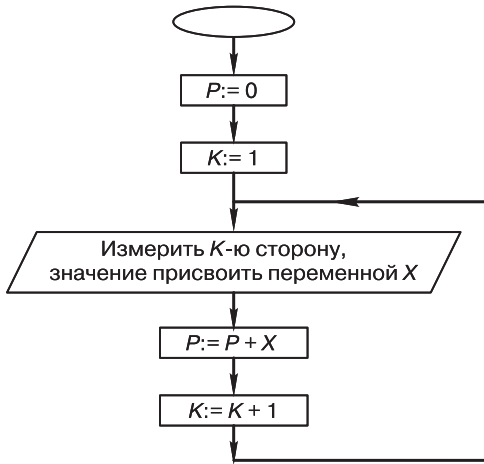 P:= 0
K:= 1
Измерить K-ю сторону,
значение присвоить переменной X
P:= P + X
K:= K + 1